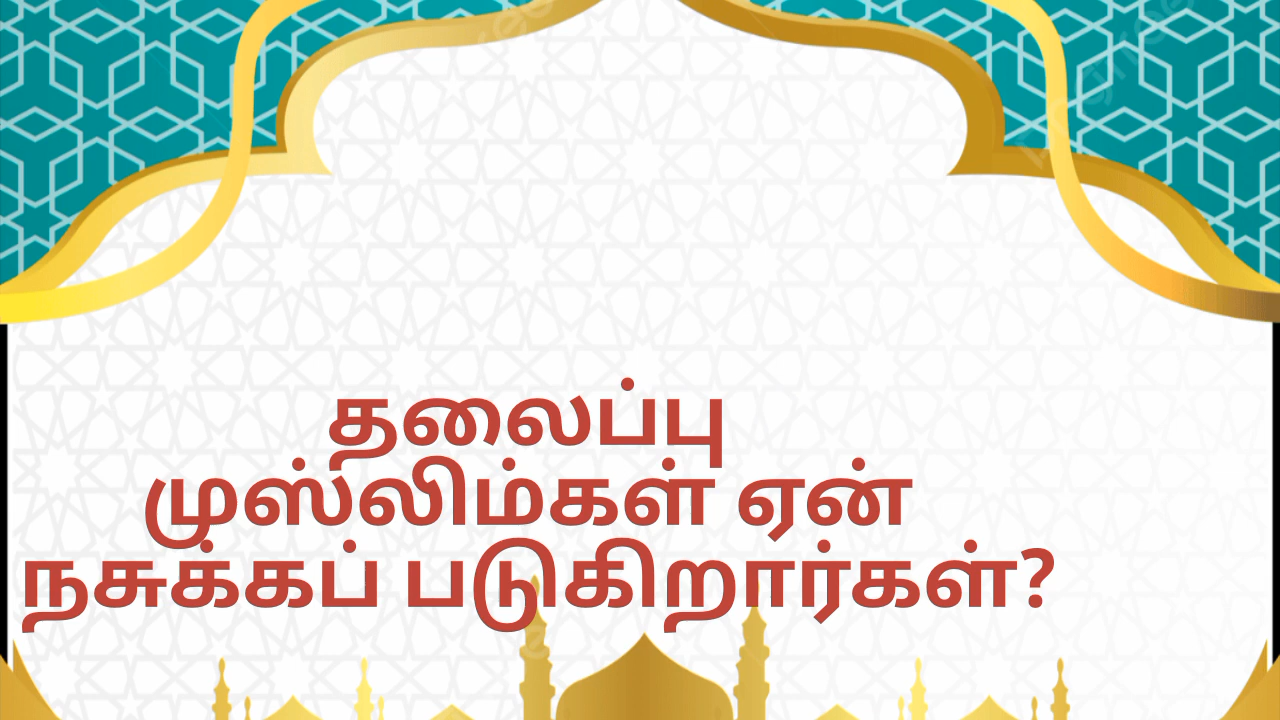 தலைப்பு
முஸ்லிம்கள் ஏன்
நசுக்கப் படுகிறார்கள்?